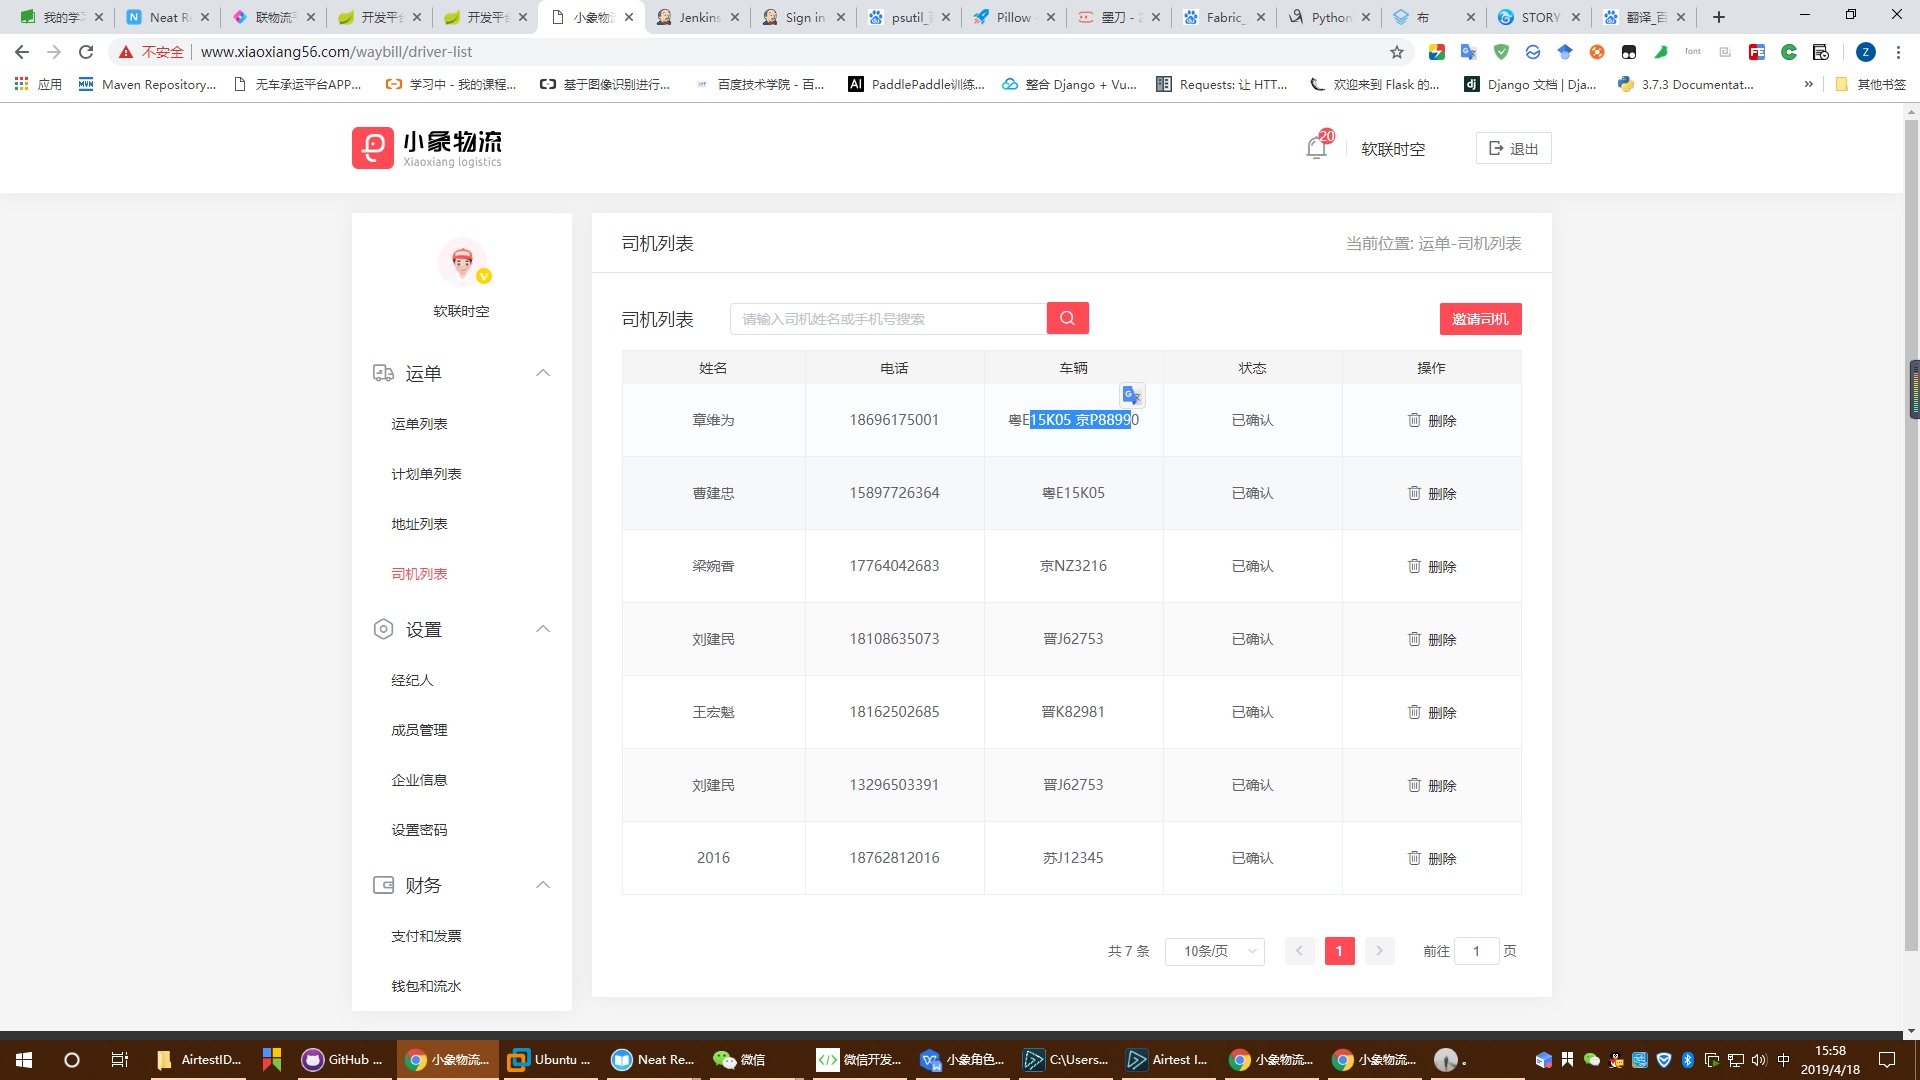 我的学习 Neat R 联物流平 开发平台 开发平台 小象物流 Jenkins Sign in psutil_ Pillow 墨刀 - 2 Fabric_ Python 布 STORY 翻译_百
不安全 www.xiaoxiang56.com/waybill/driver-list
应用 Maven Repository... 无车承运平台APP... 学习中 - 我的课程... 基于图像识别进行... 百度技术学院 - 百... PaddlePaddle训练... 整合 Django + Vu... Requests: 让 HTT... 欢迎来到 Flask 的... Django 文档 | Dja... 3.7.3 Documentat... » 其他书签
小象物流
Xiaoxiang logistics
20
软联时空
退出
软联时空
运单
运单列表
计划单列表
地址列表
司机列表
设置
经纪人
成员管理
企业信息
设置密码
财务
支付和发票
钱包和流水
司机列表 当前位置: 运单-司机列表
司机列表 请输入司机姓名或手机号搜索 邀请司机
姓名 电话 车辆 状态 操作
章维为 18696175001 粤E15K05 京P88990 已确认 删除
曹建忠 15897726364 粤E15K05 已确认 删除
梁婉香 17764042683 京NZ3216 已确认 删除
刘建民 18108635073 晋J62753 已确认 删除
王宏魁 18162502685 晋K82981 已确认 删除
刘建民 13296503391 晋J62753 已确认 删除
2016 18762812016 苏J12345 已确认 删除
共 7 条 10条/页 1 前往 1 页
AirtestID... GitHub ... 小象物流... Ubuntu ... Neat Re... 微信 微信开发... 小象角色... C:\Users... Airtest I... 小象物流... 小象物流... 中
15:58
2019/4/18